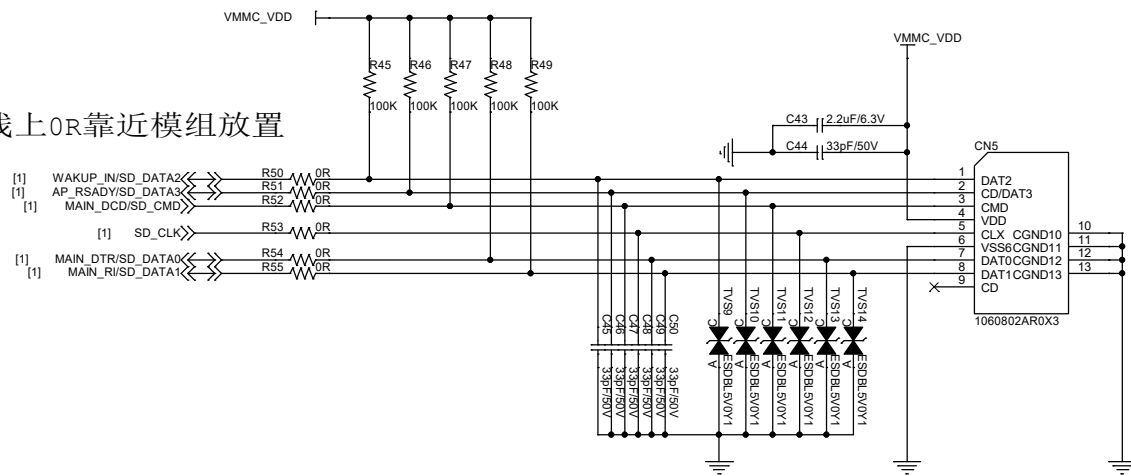 VMMC_VDD
VMMC_VDD
R45 R46 R47 R48 R49
100K 100K 100K 100K 100K
线上0R靠近模组放置
C43 2.2uF/6.3V
C44 33pF/50V
CN5
[1] WAKUP_IN/SD_DATA2 R50 0R
[1] AP_RSADY/SD_DATA3 R51 0R
[1] MAIN_DCD/SD_CMD R52 0R
[1] SD_CLK R53 0R
[1] MAIN_DTR/SD_DATA0 R54 0R
[1] MAIN_RI/SD_DATA1 R55 0R
1 DAT2
2 CD/DAT3
3 CMD
4 VDD
5 CLX CGND10 10
6 VSS6CGND11 11
7 DAT0CGND12 12
8 DAT1CGND13 13
9 CD
1060802AR0X3
C45 C46 C47 C48 C49 C50
33pF/50V 33pF/50V 33pF/50V 33pF/50V 33pF/50V 33pF/50V
TVS9 TVS10 TVS11 TVS12 TVS13 TVS14
C C C C C C
A A A A A A
ESDBL5V0Y1 ESDBL5V0Y1 ESDBL5V0Y1 ESDBL5V0Y1 ESDBL5V0Y1 ESDBL5V0Y1